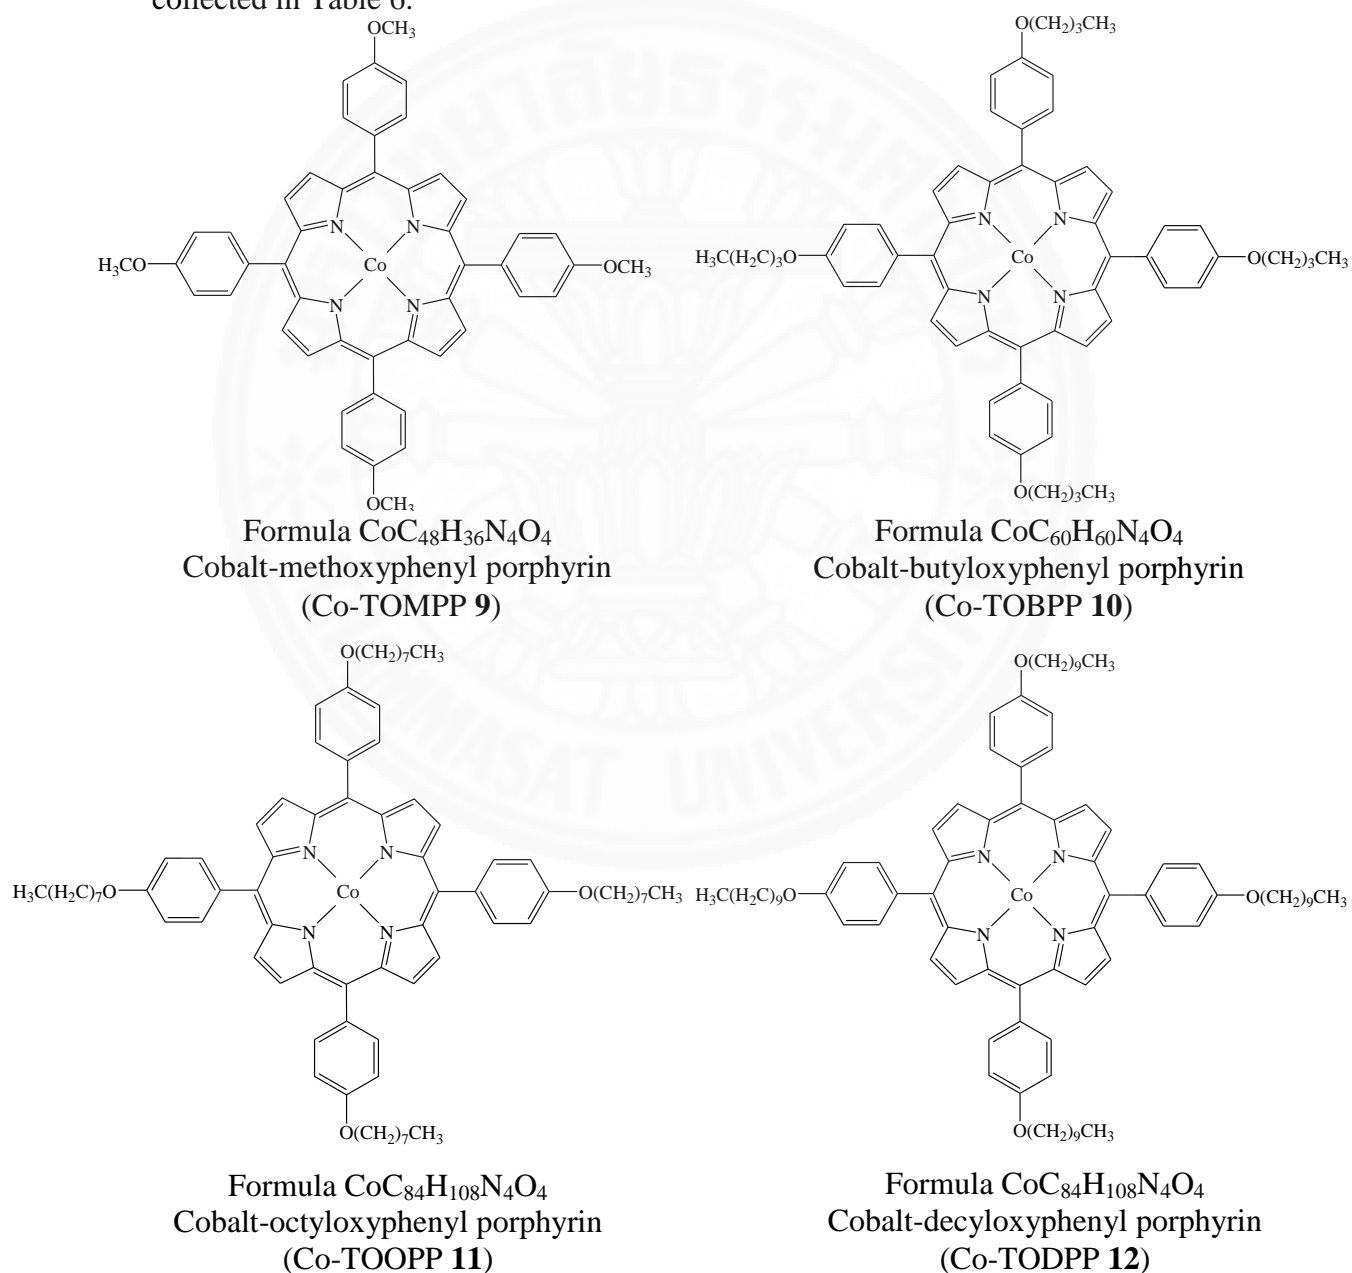 collected in Table 6.
OCH3
H3CO
N
N
Co
N
N
OCH3
OCH3
Formula CoC48H36N4O4
Cobalt-methoxyphenyl porphyrin
(Co-TOMPP 9)
O(CH2)3CH3
H3C(H2C)3O
N
N
Co
N
N
O(CH2)3CH3
O(CH2)3CH3
Formula CoC60H60N4O4
Cobalt-butyloxyphenyl porphyrin
(Co-TOBPP 10)
O(CH2)7CH3
H3C(H2C)7O
N
N
Co
N
N
O(CH2)7CH3
O(CH2)7CH3
Formula CoC84H108N4O4
Cobalt-octyloxyphenyl porphyrin
(Co-TOOPP 11)
O(CH2)9CH3
H3C(H2C)9O
N
N
Co
N
N
O(CH2)9CH3
O(CH2)9CH3
Formula CoC84H108N4O4
Cobalt-decyloxyphenyl porphyrin
(Co-TODPP 12)
THAMMASAT UNIVERSITY